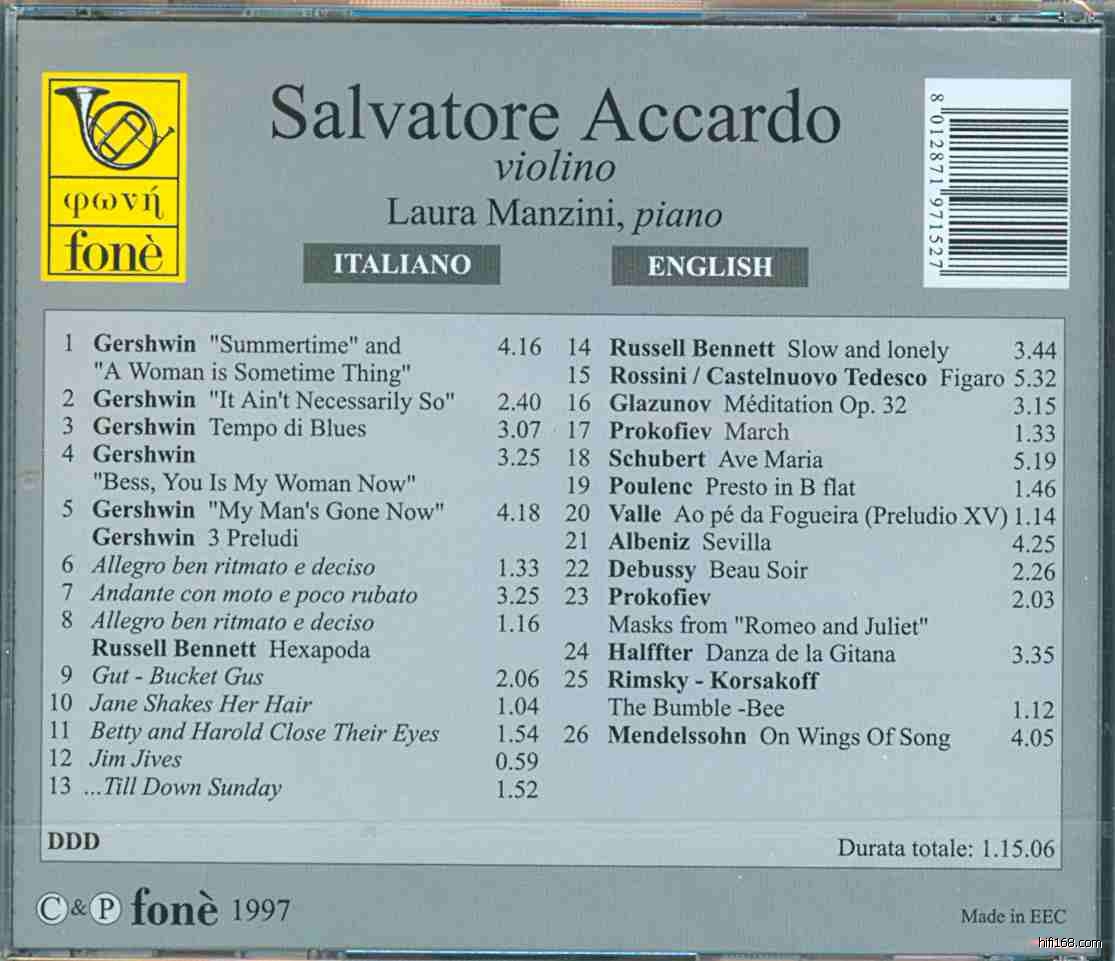 Salvatore Accardo
violino
Laura Manzini, piano
φωνή
fonè
ITALIANO
ENGLISH
8 012871 971527
1 Gershwin "Summertime" and 4.16
"A Woman is Sometime Thing"
2 Gershwin "It Ain't Necessarily So" 2.40
3 Gershwin Tempo di Blues 3.07
4 Gershwin 3.25
"Bess, You Is My Woman Now"
5 Gershwin "My Man's Gone Now" 4.18
Gershwin 3 Preludi
6 Allegro ben ritmato e deciso 1.33
7 Andante con moto e poco rubato 3.25
8 Allegro ben ritmato e deciso 1.16
Russell Bennett Hexapoda
9 Gut - Bucket Gus 2.06
10 Jane Shakes Her Hair 1.04
11 Betty and Harold Close Their Eyes 1.54
12 Jim Jives 0.59
13 ...Till Down Sunday 1.52
14 Russell Bennett Slow and lonely 3.44
15 Rossini / Castelnuovo Tedesco Figaro 5.32
16 Glazunov Méditation Op. 32 3.15
17 Prokofiev March 1.33
18 Schubert Ave Maria 5.19
19 Poulenc Presto in B flat 1.46
20 Valle Ao pé da Fogueira (Preludio XV) 1.14
21 Albeniz Sevilla 4.25
22 Debussy Beau Soir 2.26
23 Prokofiev 2.03
Masks from "Romeo and Juliet"
24 Halffter Danza de la Gitana 3.35
25 Rimsky - Korsakoff
The Bumble -Bee 1.12
26 Mendelssohn On Wings Of Song 4.05
DDD
Durata totale: 1.15.06
C & P fonè 1997
Made in EEC
hifi168.com